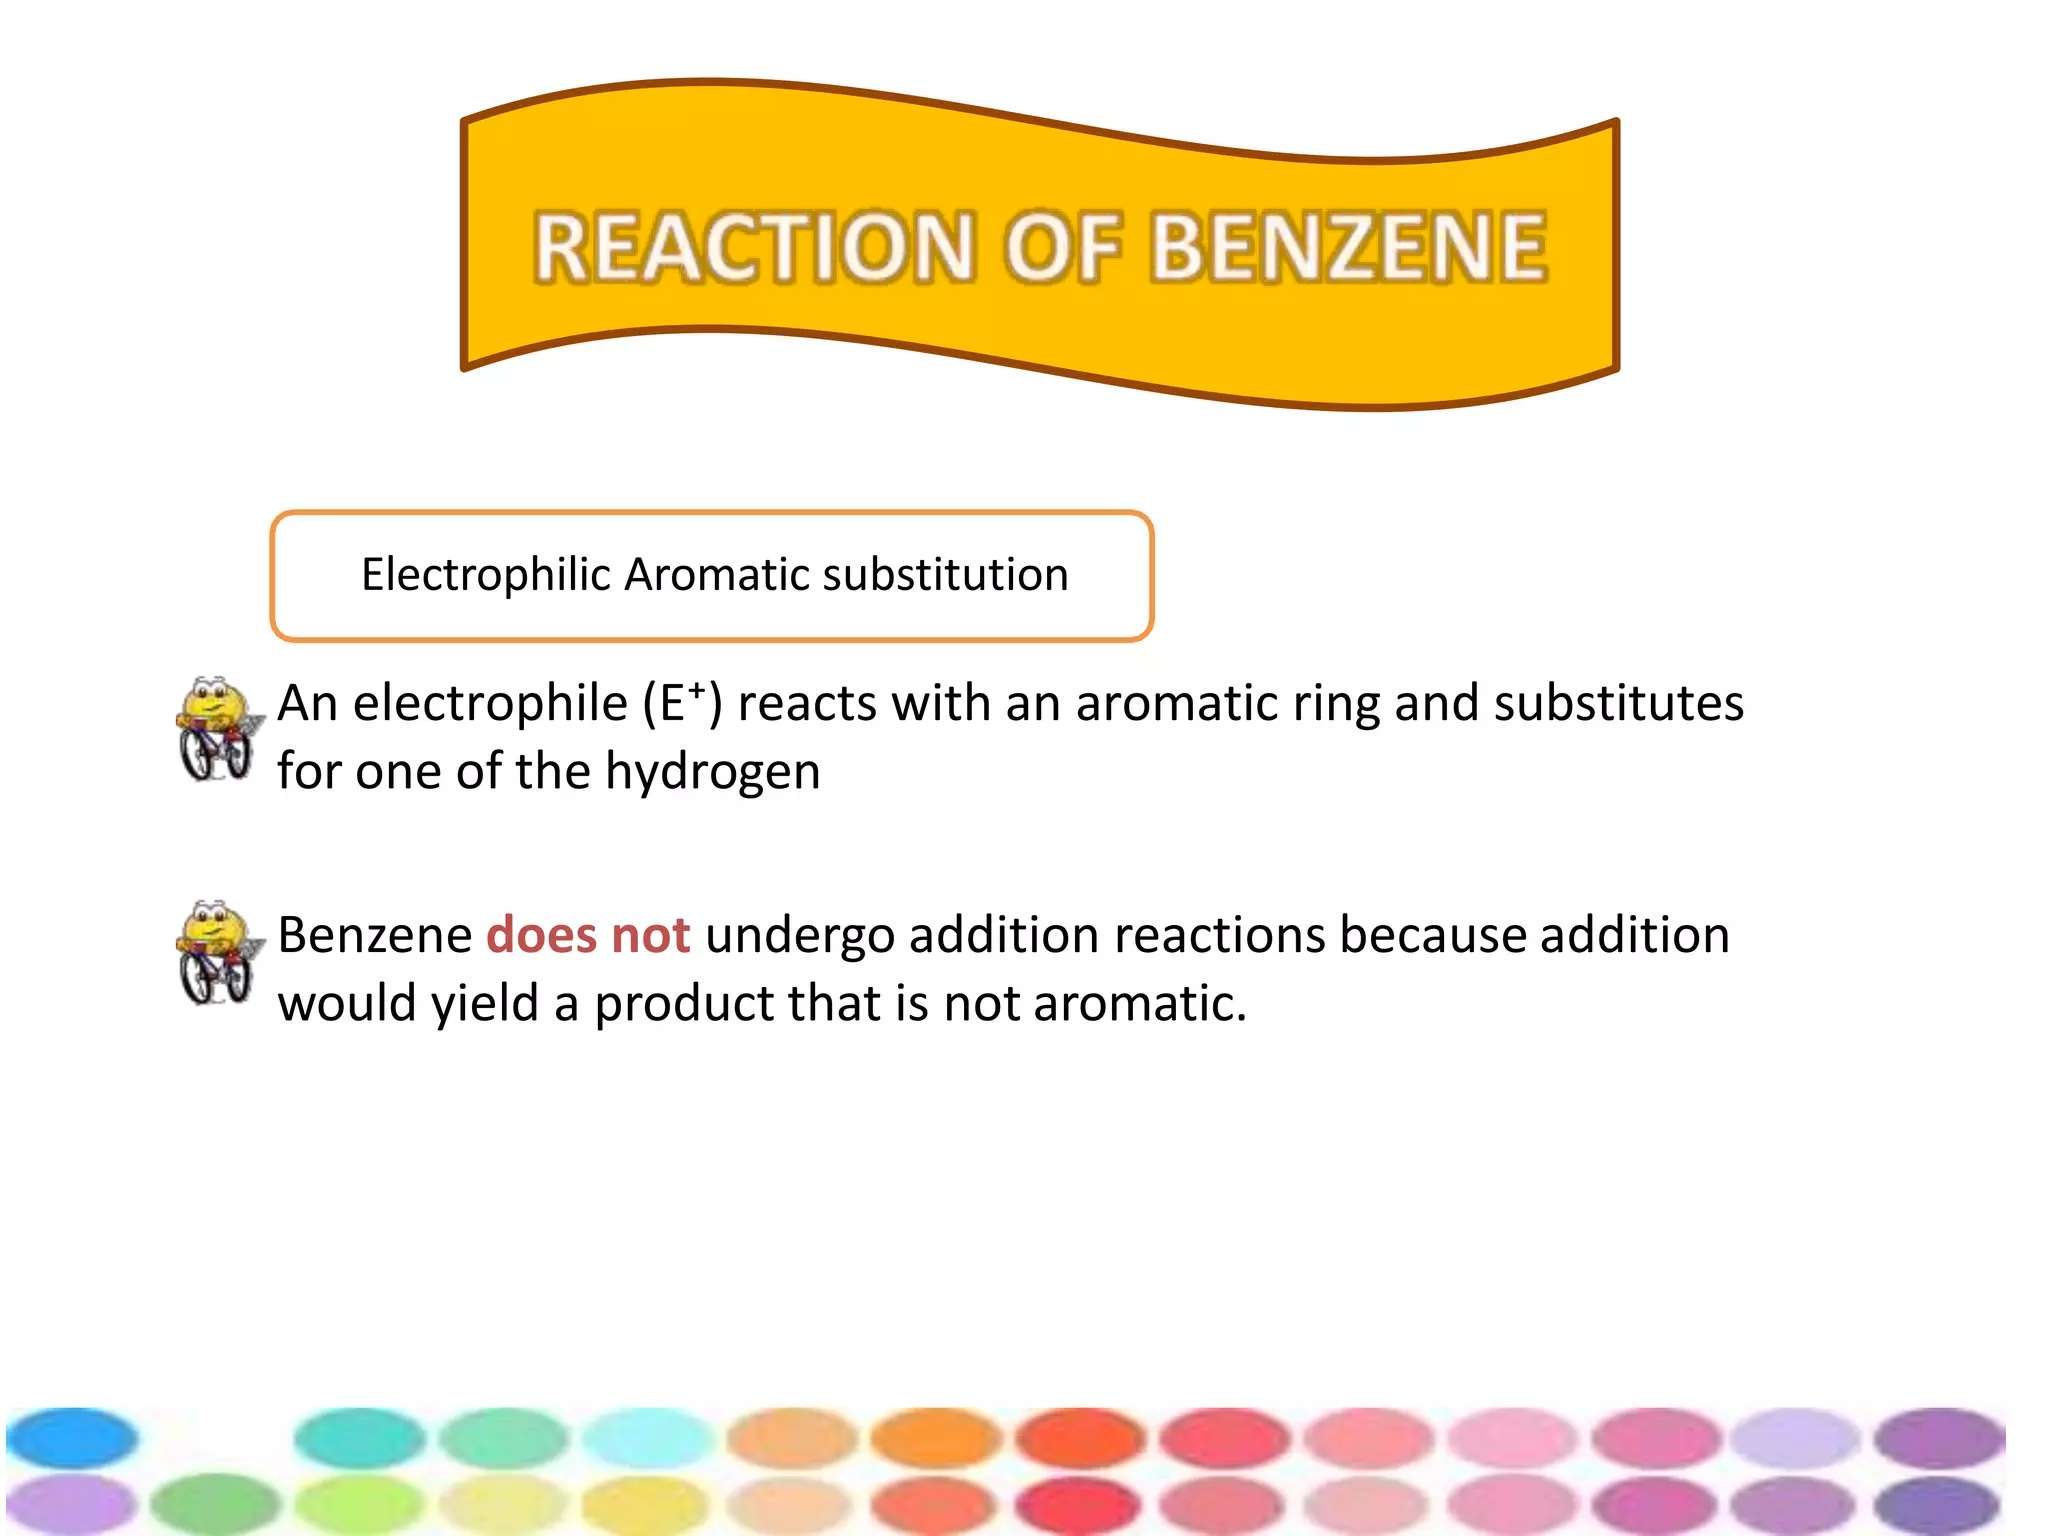 REACTION OF BENZENE
Electrophilic Aromatic substitution
An electrophile (E⁺) reacts with an aromatic ring and substitutes
for one of the hydrogen
Benzene does not undergo addition reactions because addition
would yield a product that is not aromatic.